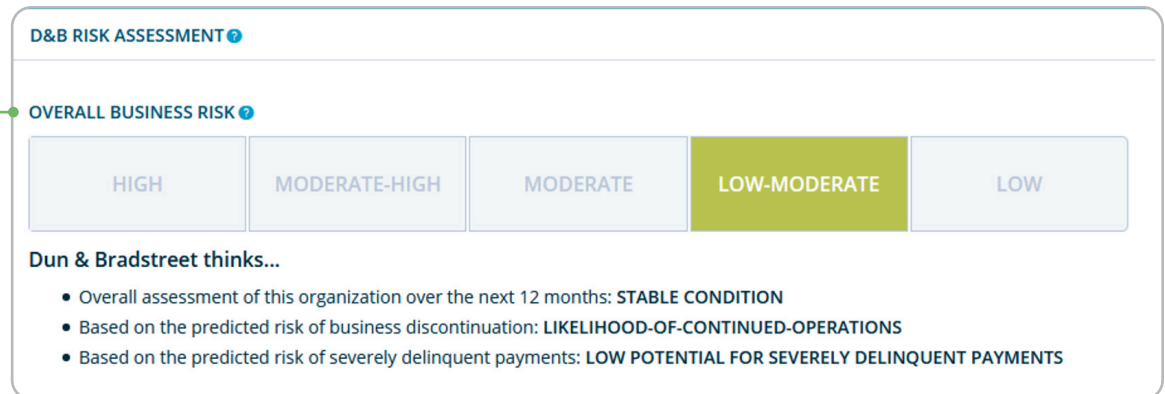 D&B RISK ASSESSMENT ?
OVERALL BUSINESS RISK ?
HIGH MODERATE-HIGH MODERATE LOW-MODERATE LOW
Dun & Bradstreet thinks...
• Overall assessment of this organization over the next 12 months: STABLE CONDITION
• Based on the predicted risk of business discontinuation: LIKELIHOOD-OF-CONTINUED-OPERATIONS
• Based on the predicted risk of severely delinquent payments: LOW POTENTIAL FOR SEVERELY DELINQUENT PAYMENTS